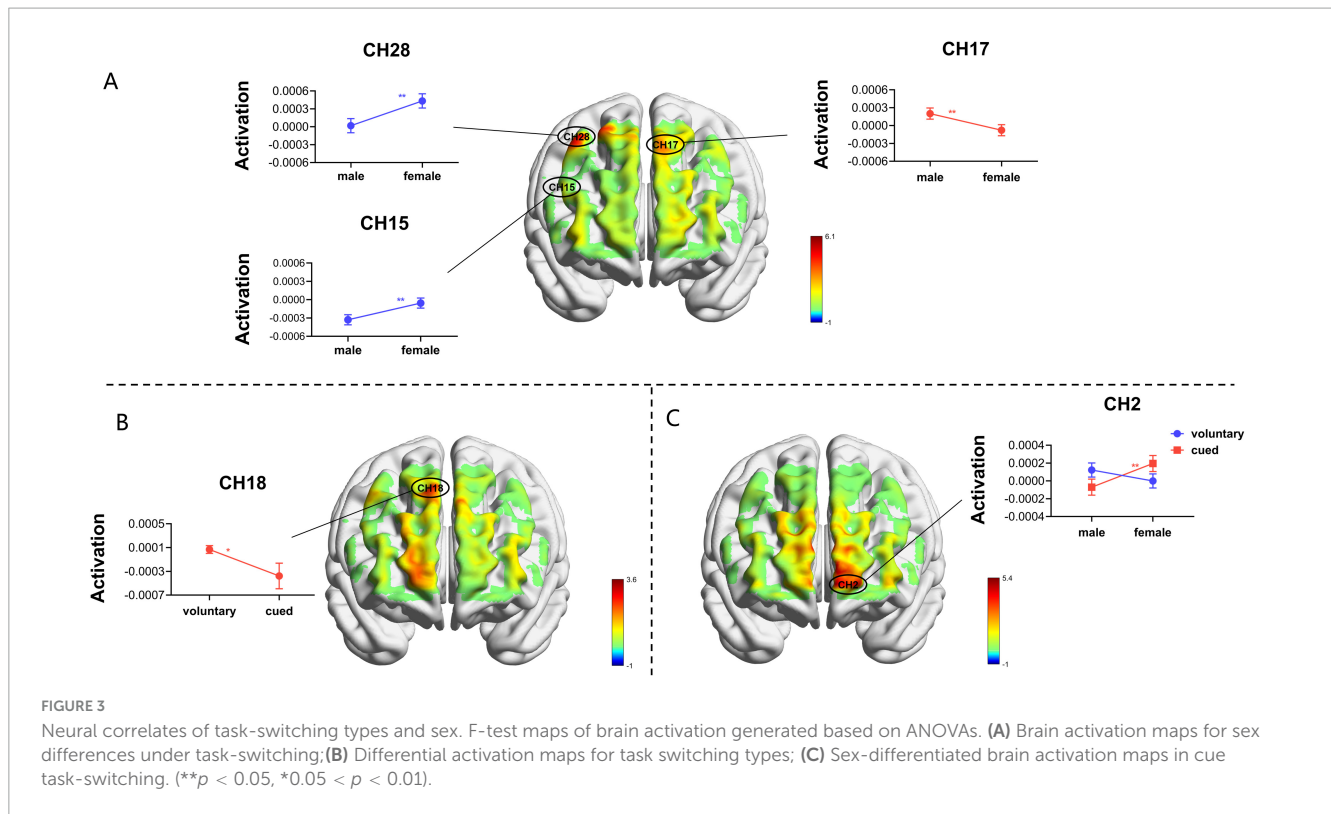 A
CH28
Activation
0.0006
0.0003
0.0000
-0.0003
-0.0006
**
male female
CH15
Activation
0.0006
0.0003
0.0000
-0.0003
-0.0006
**
male female
CH28
CH17
CH15
CH17
Activation
0.0006
0.0003
0.0000
-0.0003
-0.0006
**
male female
6.1
-1
B
CH18
Activation
0.0005
0.0001
-0.0003
-0.0007
*
voluntary cued
CH18
3.6
-1
C
CH2
Activation
0.0004
0.0002
0.0000
-0.0002
-0.0004
**
male female
voluntary
cued
CH2
5.4
-1
FIGURE 3
Neural correlates of task-switching types and sex. F-test maps of brain activation generated based on ANOVAs. (A) Brain activation maps for sex
differences under task-switching;(B) Differential activation maps for task switching types; (C) Sex-differentiated brain activation maps in cue
task-switching. (**p < 0.05, *0.05 < p < 0.01).